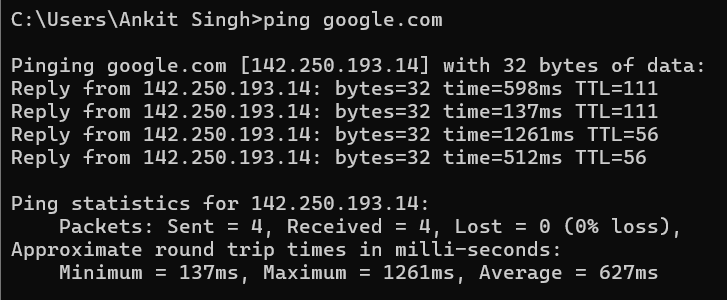 C:\Users\Ankit Singh>ping google.com
Pinging google.com [142.250.193.14] with 32 bytes of data:
Reply from 142.250.193.14: bytes=32 time=598ms TTL=111
Reply from 142.250.193.14: bytes=32 time=137ms TTL=111
Reply from 142.250.193.14: bytes=32 time=1261ms TTL=56
Reply from 142.250.193.14: bytes=32 time=512ms TTL=56
Ping statistics for 142.250.193.14:
    Packets: Sent = 4, Received = 4, Lost = 0 (0% loss),
Approximate round trip times in milli-seconds:
    Minimum = 137ms, Maximum = 1261ms, Average = 627ms